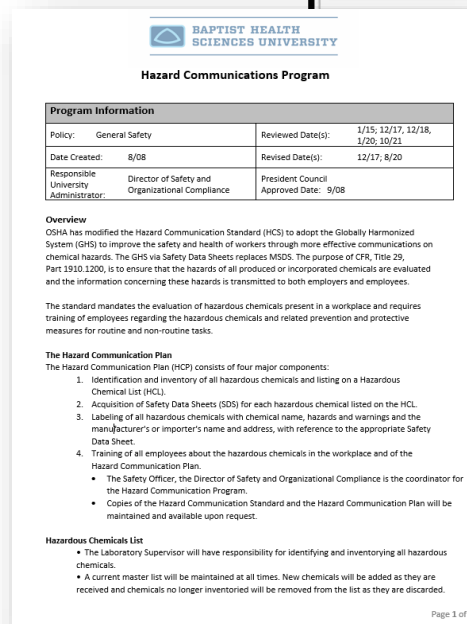 BAPTIST HEALTH
SCIENCES UNIVERSITY
Hazard Communications Program
Program Information
Policy: General Safety
Reviewed Date(s): 1/15; 12/17, 12/18,
1/20; 10/21
Date Created: 8/08
Revised Date(s): 12/17; 8/20
Responsible
University
Administrator:
Director of Safety and
Organizational Compliance
President Council
Approved Date: 9/08
Overview
OSHA has modified the Hazard Communication Standard (HCS) to adopt the Globally Harmonized
System (GHS) to improve the safety and health of workers through more effective communications on
chemical hazards. The GHS via Safety Data Sheets replaces MSDS. The purpose of CFR, Title 29,
Part 1910.1200, is to ensure that the hazards of all produced or incorporated chemicals are evaluated
and the information concerning these hazards is transmitted to both employers and employees.
The standard mandates the evaluation of hazardous chemicals present in a workplace and requires
training of employees regarding the hazardous chemicals and related prevention and protective
measures for routine and non-routine tasks.
The Hazard Communication Plan
The Hazard Communication Plan (HCP) consists of four major components:
1. Identification and inventory of all hazardous chemicals and listing on a Hazardous
Chemical List (HCL).
2. Acquisition of Safety Data Sheets (SDS) for each hazardous chemical listed on the HCL.
3. Labeling of all hazardous chemicals with chemical name, hazards and warnings and the
manufacturer's or importer's name and address, with reference to the appropriate Safety
Data Sheet.
4. Training of all employees about the hazardous chemicals in the workplace and of the
Hazard Communication Plan.
• The Safety Officer, the Director of Safety and Organizational Compliance is the coordinator for
the Hazard Communication Program.
• Copies of the Hazard Communication Standard and the Hazard Communication Plan will be
maintained and available upon request.
Hazardous Chemicals List
• The Laboratory Supervisor will have responsibility for identifying and inventorying all hazardous
chemicals.
• A current master list will be maintained at all times. New chemicals will be added as they are
received and chemicals no longer inventoried will be removed from the list as they are discarded.
Page 1 of